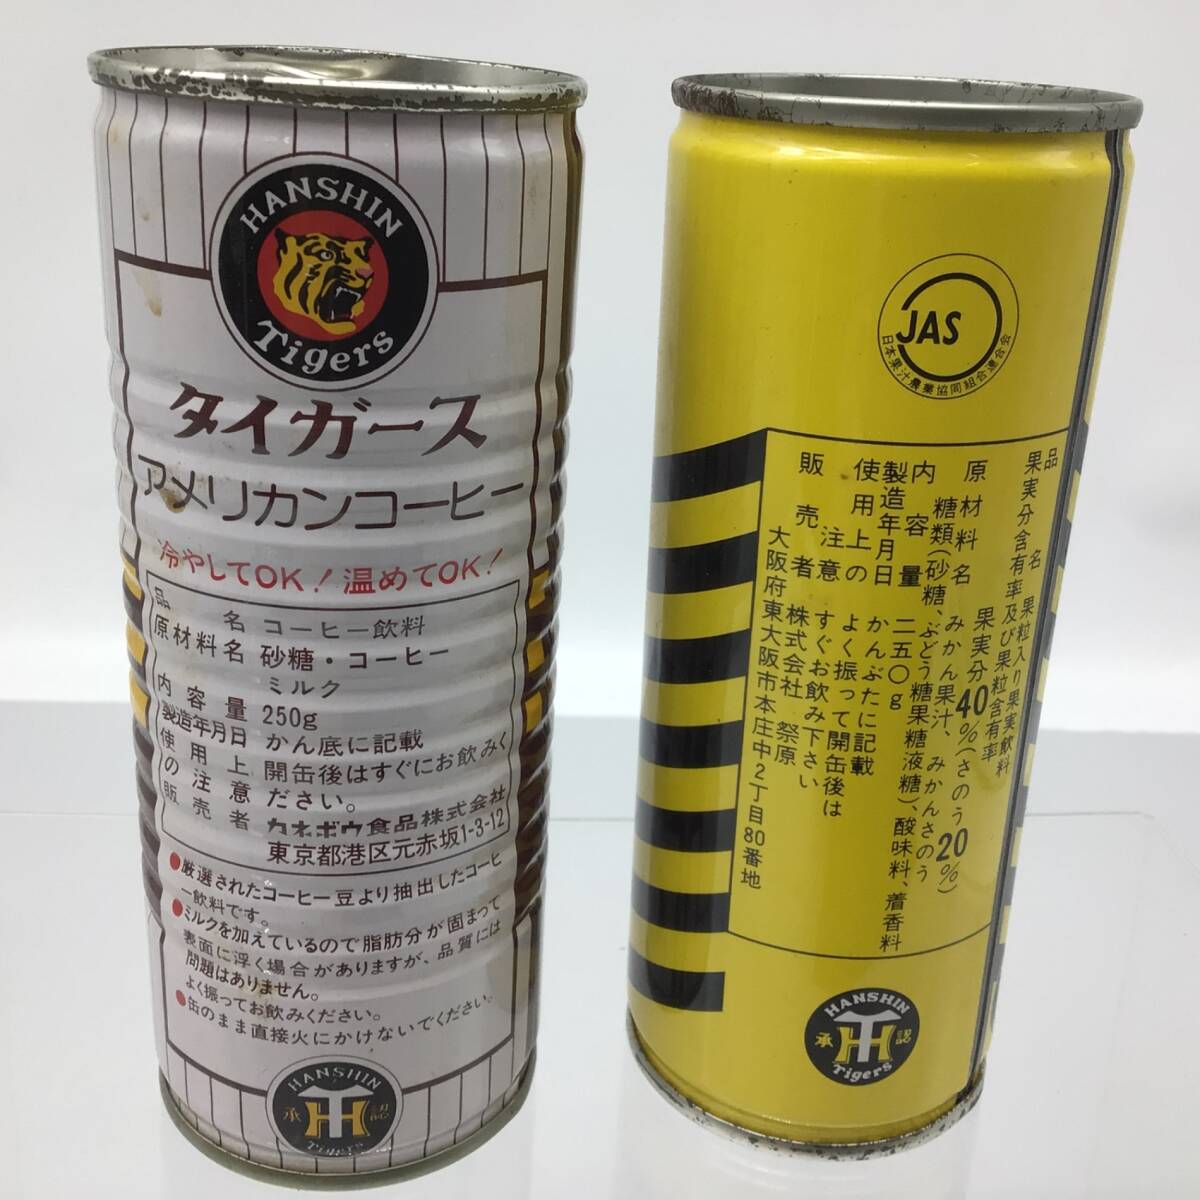 HANSHIN
Tigers
タイガース
アメリカンコーヒー
冷やしてOK！温めてOK！
品名 コーヒー飲料
原材料名 砂糖・コーヒー
ミルク
内容量 250g
製造年月日 かん底に記載
使用上の注意 開缶後はすぐにお飲みく
ださい。
販売者 カネボウ食品株式会社
東京都港区元赤坂1-3-12
●厳選されたコーヒー豆より抽出したコーヒ
ー飲料です。
●ミルクを加えているので脂肪分が固まって
表面に浮く場合がありますが、品質には
問題はありません。
よく振ってお飲みください。
●缶のまま直接火にかけないでください。
HANSHIN
承 TH 認
Tigers
JAS
日本果汁農業協同組合連合会
品名 果粒入り果実飲料
果実分含有率及び果粒含有率
果実分40%(さのう20%)
原材料名 みかん果汁、みかんさのう
糖類(砂糖、ぶどう糖果糖液糖)、酸味料、着香料
内容量 二五〇g
製造年月日 かんぶたに記載
使用上の注意 よく振って開缶後は
すぐお飲み下さい
販売者 株式会社 祭原
大阪府東大阪市本庄中2丁目80番地
HANSHIN
承 TH 認
Tigers